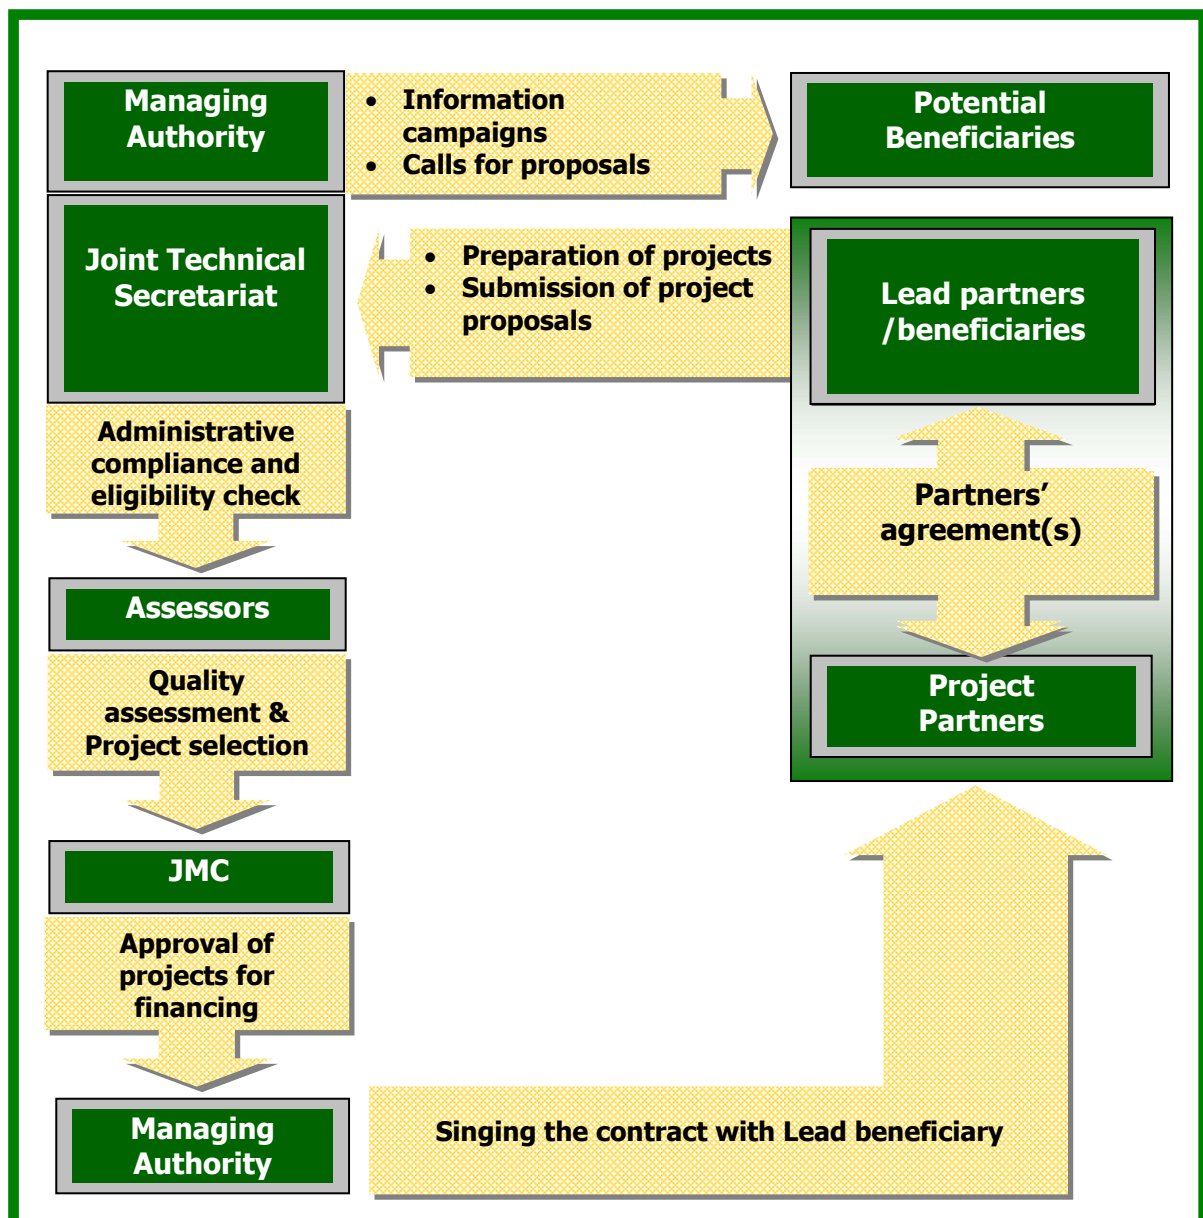 Managing
Authority
• Information
campaigns
• Calls for proposals
Potential
Beneficiaries
Joint Technical
Secretariat
• Preparation of projects
• Submission of project
proposals
Lead partners
/beneficiaries
Administrative
compliance and
eligibility check
Partners’
agreement(s)
Assessors
Quality
assessment &
Project selection
Project
Partners
JMC
Approval of
projects for
financing
Managing
Authority
Singing the contract with Lead beneficiary